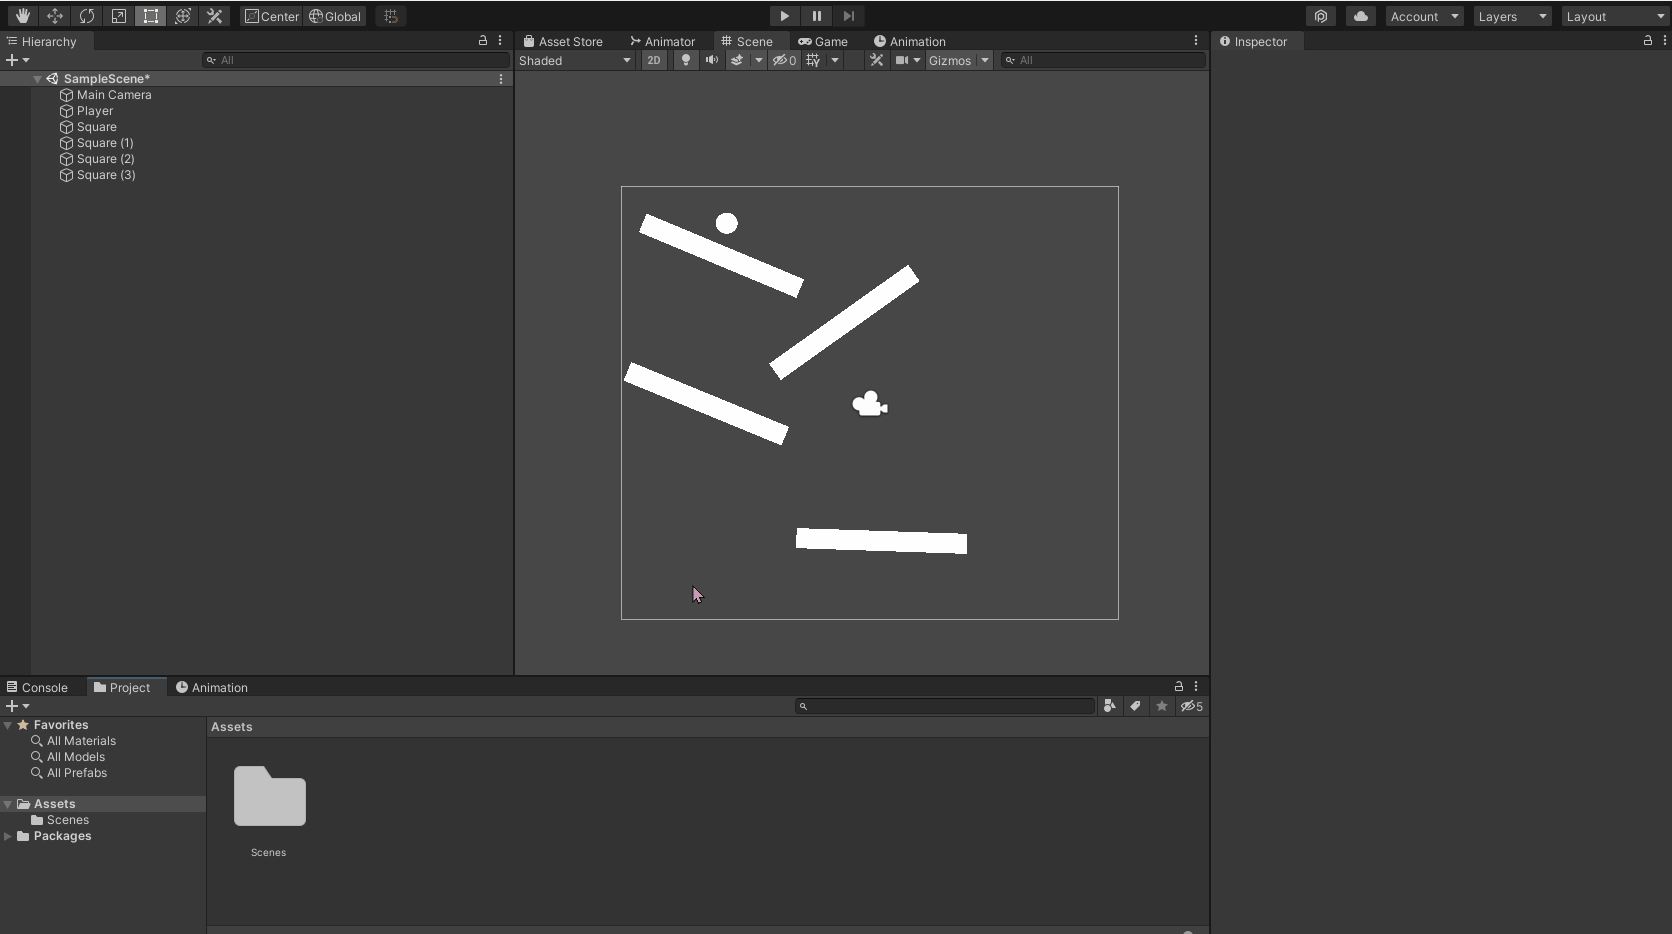 Center Global Account Layers Layout
Hierarchy Asset Store Animator Scene Game Animation Inspector
All Shaded 2D 0 Gizmos All
SampleScene*
Main Camera
Player
Square
Square (1)
Square (2)
Square (3)
Console Project Animation
5
Favorites Assets
All Materials
All Models
All Prefabs
Assets
Scenes
Packages
Scenes